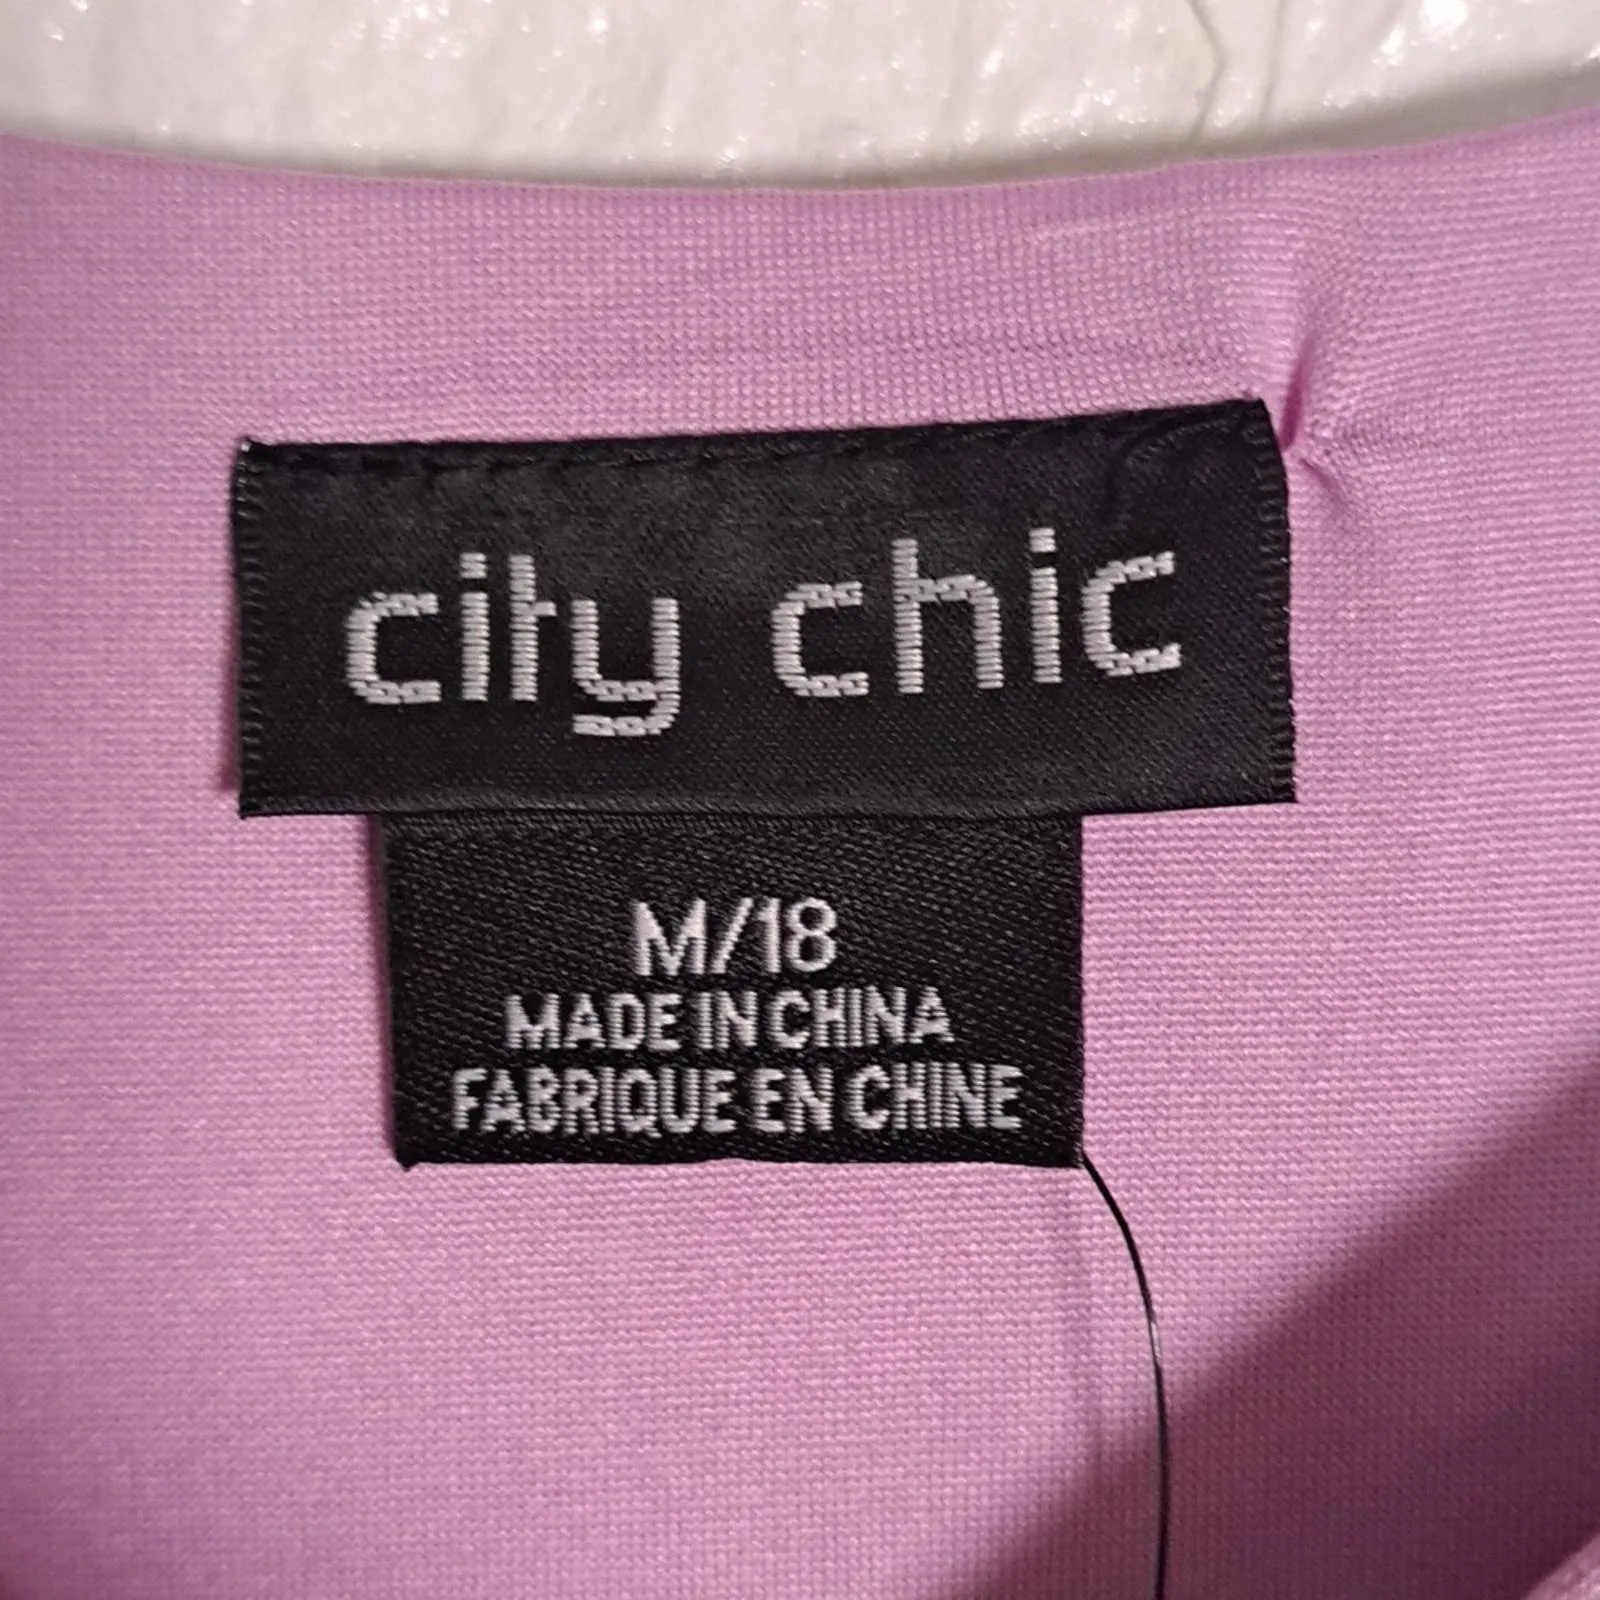 city chic
M/18
MADE IN CHINA
FABRIQUE EN CHINE